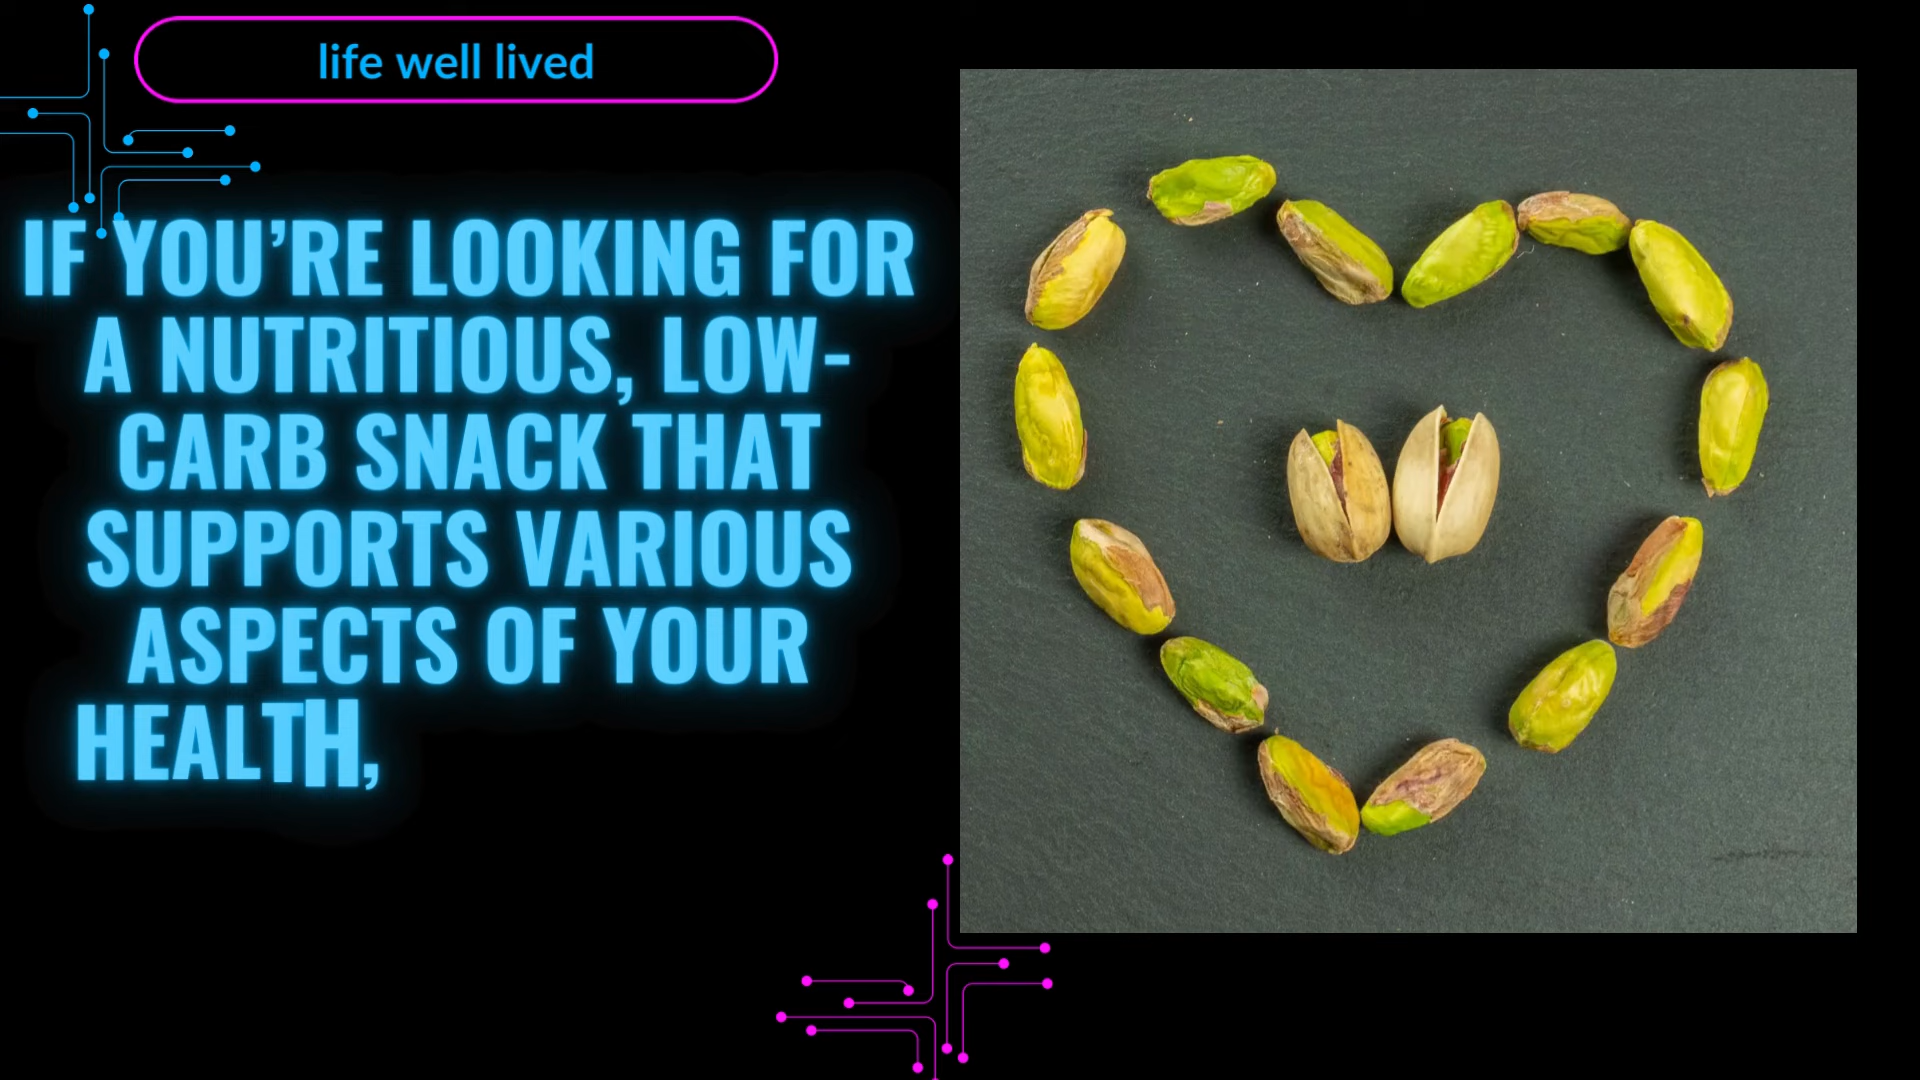 life well lived
IF YOU’RE LOOKING FOR
A NUTRITIOUS, LOW-
CARB SNACK THAT
SUPPORTS VARIOUS
ASPECTS OF YOUR
HEALTH,